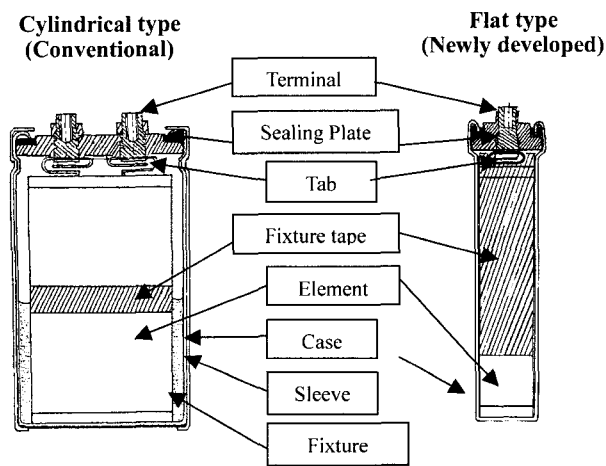 Cylindrical type
(Conventional)
Flat type
(Newly developed)
Terminal
Sealing Plate
Tab
Fixture tape
Element
Case
Sleeve
Fixture